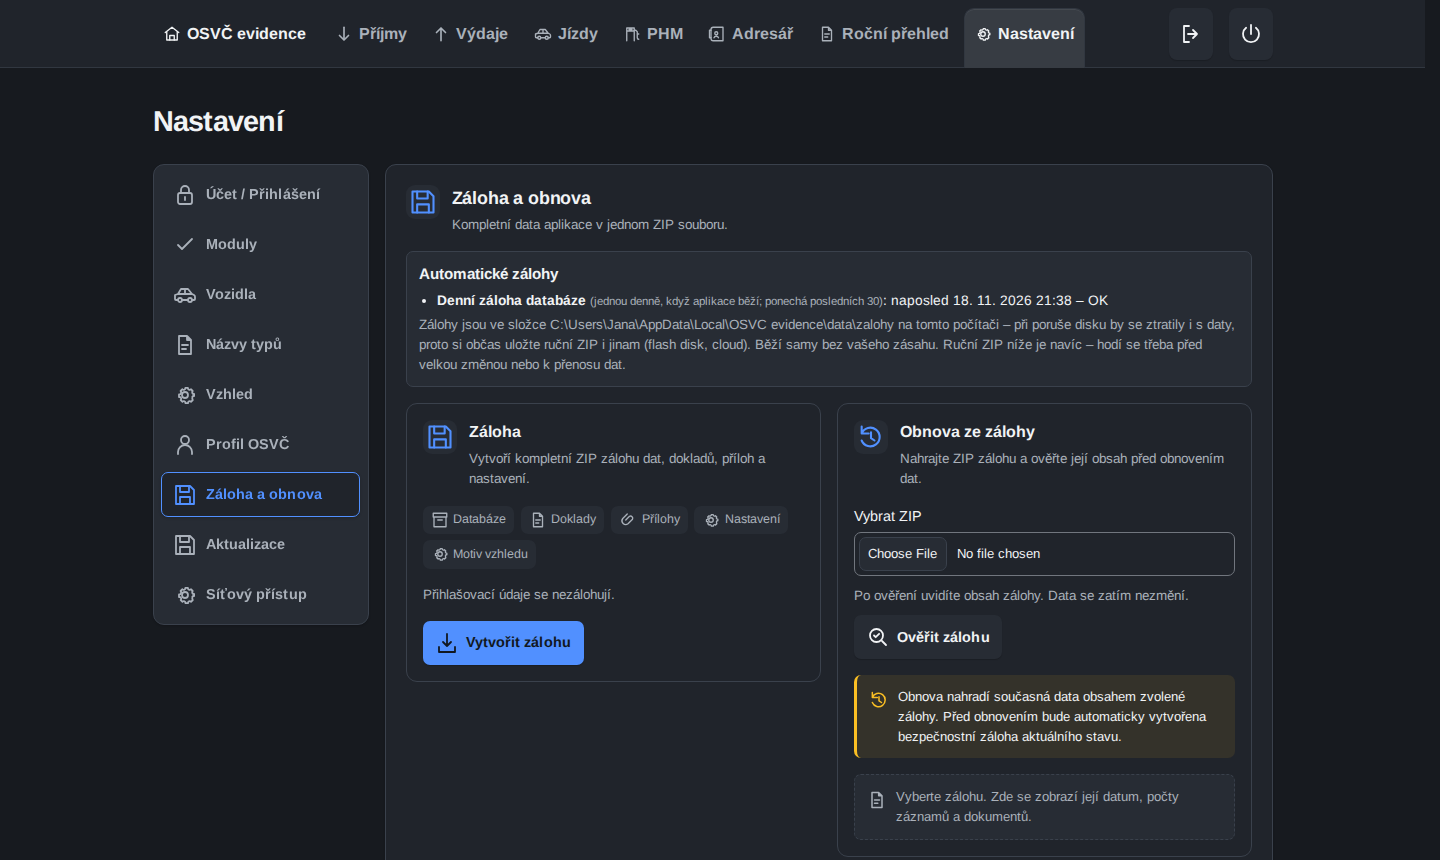 OSVČ evidence
Příjmy
Výdaje
Jízdy
PHM
Adresář
Roční přehled
Nastavení
Nastavení
Účet / Přihlášení
Moduly
Vozidla
Názvy typů
Vzhled
Profil OSVČ
Záloha a obnova
Aktualizace
Síťový přístup
Záloha a obnova
Kompletní data aplikace v jednom ZIP souboru.
Automatické zálohy
• Denní záloha databáze (jednou denně, když aplikace běží; ponechá posledních 30): naposled 18. 11. 2026 21:38 – OK
Zálohy jsou ve složce C:\Users\Jana\AppData\Local\OSVC evidence\data\zalohy na tomto počítači – při poruše disku by se ztratily i s daty,
proto si občas uložte ruční ZIP i jinam (flash disk, cloud). Běží samy bez vašeho zásahu. Ruční ZIP níže je navíc – hodí se třeba před
velkou změnou nebo k přenosu dat.
Záloha
Vytvoří kompletní ZIP zálohu dat, dokladů, příloh a
nastavení.
Databáze
Doklady
Přílohy
Nastavení
Motiv vzhledu
Přihlašovací údaje se nezálohují.
Vytvořit zálohu
Obnova ze zálohy
Nahrajte ZIP zálohu a ověřte její obsah před obnovením
dat.
Vybrat ZIP
Choose File No file chosen
Po ověření uvidíte obsah zálohy. Data se zatím nezmění.
Ověřit zálohu
Obnova nahradí současná data obsahem zvolené
zálohy. Před obnovením bude automaticky vytvořena
bezpečnostní záloha aktuálního stavu.
Vyberte zálohu. Zde se zobrazí její datum, počty
záznamů a dokumentů.